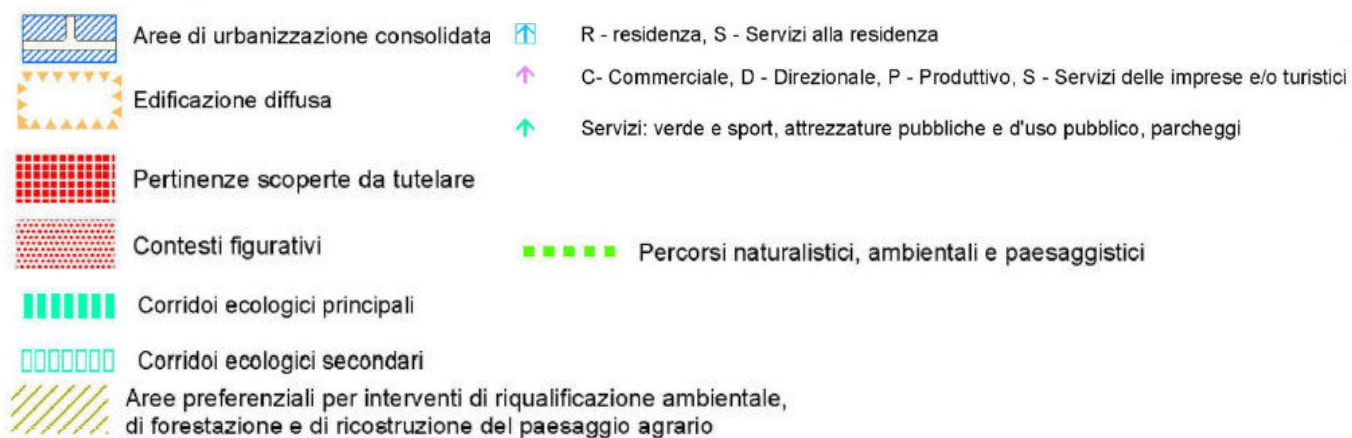 Aree di urbanizzazione consolidata
Edificazione diffusa
Pertinenze scoperte da tutelare
Contesti figurativi
Corridoi ecologici principali
Corridoi ecologici secondari
Aree preferenziali per interventi di riqualificazione ambientale,
di forestazione e di ricostruzione del paesaggio agrario
R - residenza, S - Servizi alla residenza
C- Commerciale, D - Direzionale, P - Produttivo, S - Servizi delle imprese e/o turistici
Servizi: verde e sport, attrezzature pubbliche e d'uso pubblico, parcheggi
Percorsi naturalistici, ambientali e paesaggistici